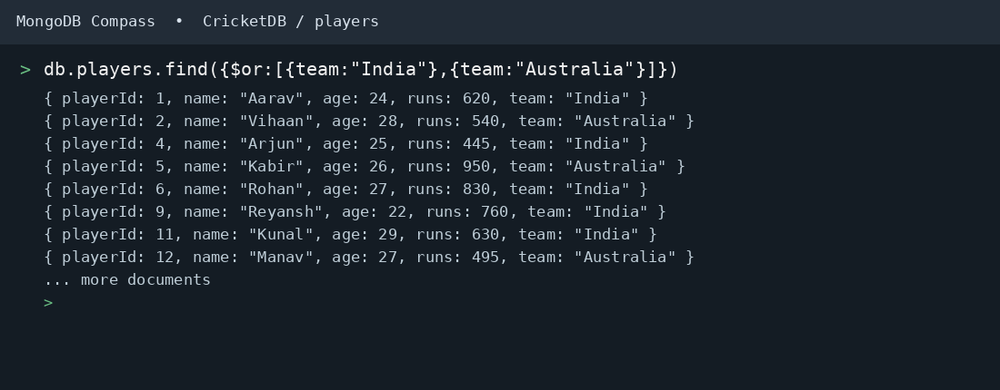 MongoDB Compass • CricketDB / players
> db.players.find({$or:[{team:"India"},{team:"Australia"}]})
{ playerId: 1, name: "Aarav", age: 24, runs: 620, team: "India" }
{ playerId: 2, name: "Vihaan", age: 28, runs: 540, team: "Australia" }
{ playerId: 4, name: "Arjun", age: 25, runs: 445, team: "India" }
{ playerId: 5, name: "Kabir", age: 26, runs: 950, team: "Australia" }
{ playerId: 6, name: "Rohan", age: 27, runs: 830, team: "India" }
{ playerId: 9, name: "Reyansh", age: 22, runs: 760, team: "India" }
{ playerId: 11, name: "Kunal", age: 29, runs: 630, team: "India" }
{ playerId: 12, name: "Manav", age: 27, runs: 495, team: "Australia" }
... more documents
>